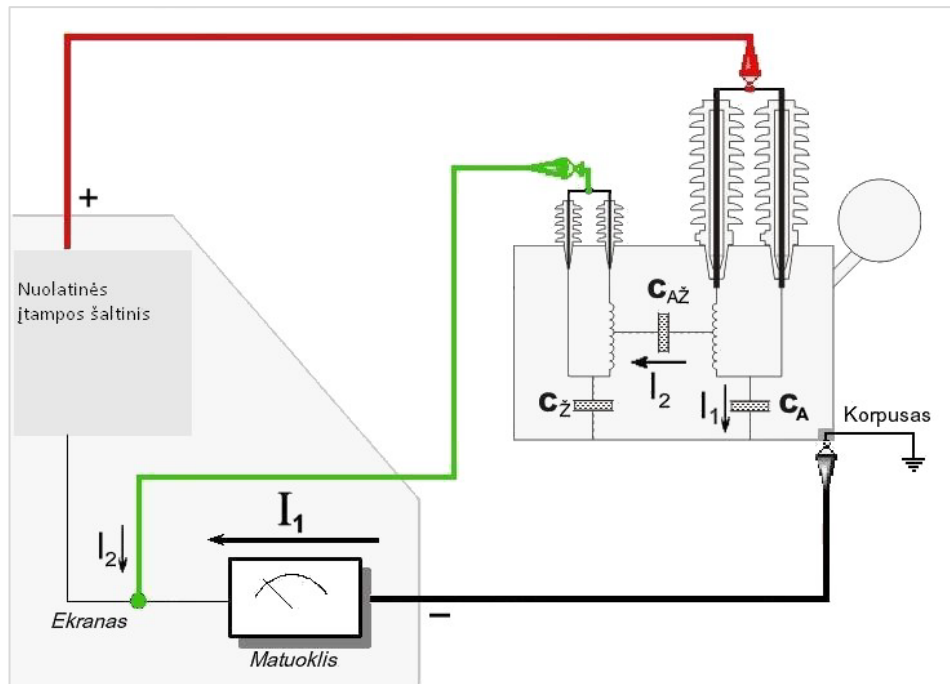 +
Nuolatinės
įtampos šaltinis
CAŽ
I2
CŽ
I1
CA
Korpusas
I1
I2
Ekranas
–
Matuoklis